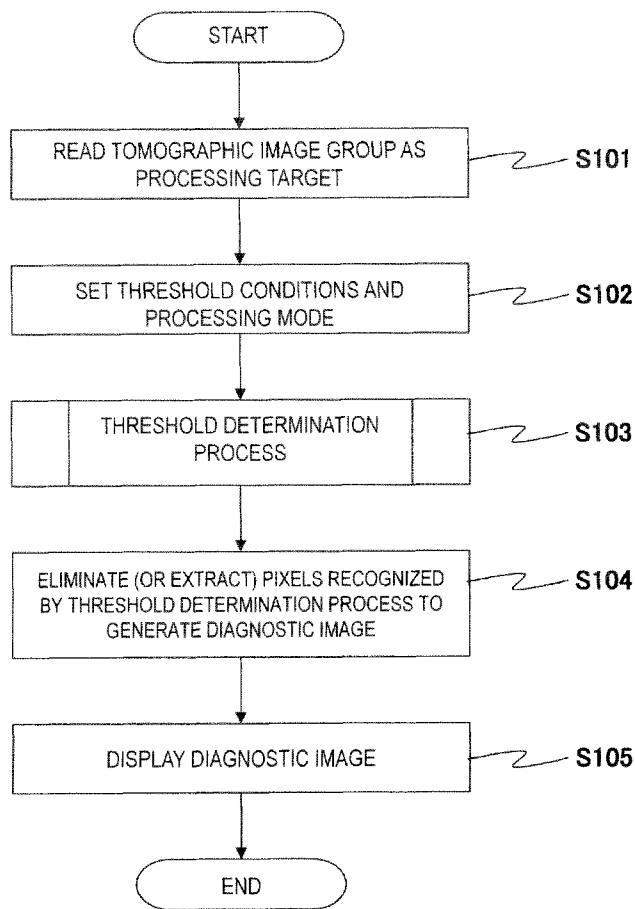 START
READ TOMOGRAPHIC IMAGE GROUP AS
PROCESSING TARGET
S101
SET THRESHOLD CONDITIONS AND
PROCESSING MODE
S102
THRESHOLD DETERMINATION
PROCESS
S103
ELIMINATE (OR EXTRACT) PIXELS RECOGNIZED
BY THRESHOLD DETERMINATION PROCESS TO
GENERATE DIAGNOSTIC IMAGE
S104
DISPLAY DIAGNOSTIC IMAGE
S105
END